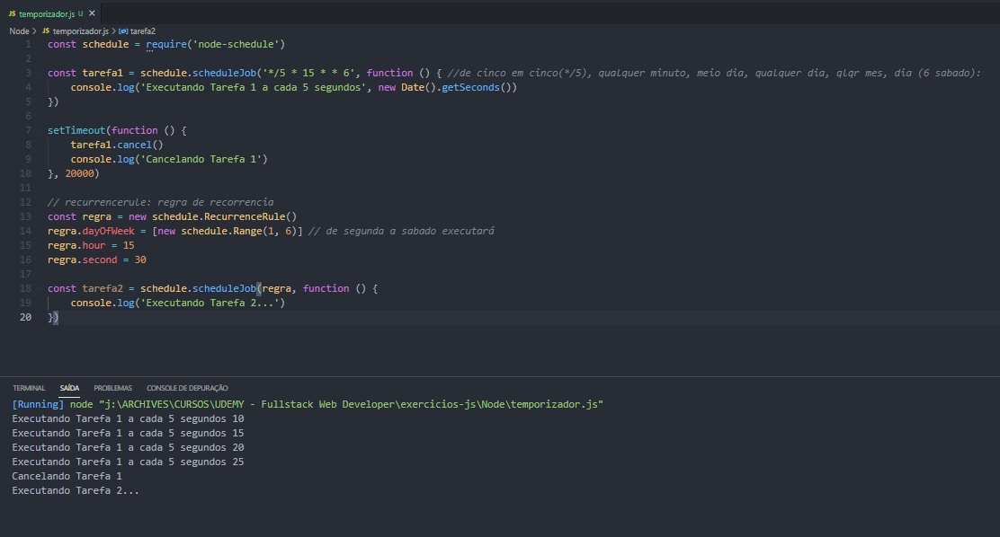 JS temporizador.js U ×
Node > JS temporizador.js > tarefa2
1 const schedule = require('node-schedule')
2
3 const tarefa1 = schedule.scheduleJob('*/5 * 15 * * 6', function () { //de cinco em cinco(*/5), qualquer minuto, meio dia, qualquer dia, qlqr mes, dia (6 sabado):
4 console.log('Executando Tarefa 1 a cada 5 segundos', new Date().getSeconds())
5 })
6
7 setTimeout(function () {
8 tarefa1.cancel()
9 console.log('Cancelando Tarefa 1')
10 }, 20000)
11
12 // recurrencerule: regra de recorrencia
13 const regra = new schedule.RecurrenceRule()
14 regra.dayOfWeek = [new schedule.Range(1, 6)] // de segunda a sabado executará
15 regra.hour = 15
16 regra.second = 30
17
18 const tarefa2 = schedule.scheduleJob(regra, function () {
19 console.log('Executando Tarefa 2...')
20 })
TERMINAL SAÍDA PROBLEMAS CONSOLE DE DEPURAÇÃO
[Running] node "j:\ARCHIVES\CURSOS\UDEMY - Fullstack Web Developer\exercicios-js\Node\temporizador.js"
Executando Tarefa 1 a cada 5 segundos 10
Executando Tarefa 1 a cada 5 segundos 15
Executando Tarefa 1 a cada 5 segundos 20
Executando Tarefa 1 a cada 5 segundos 25
Cancelando Tarefa 1
Executando Tarefa 2...